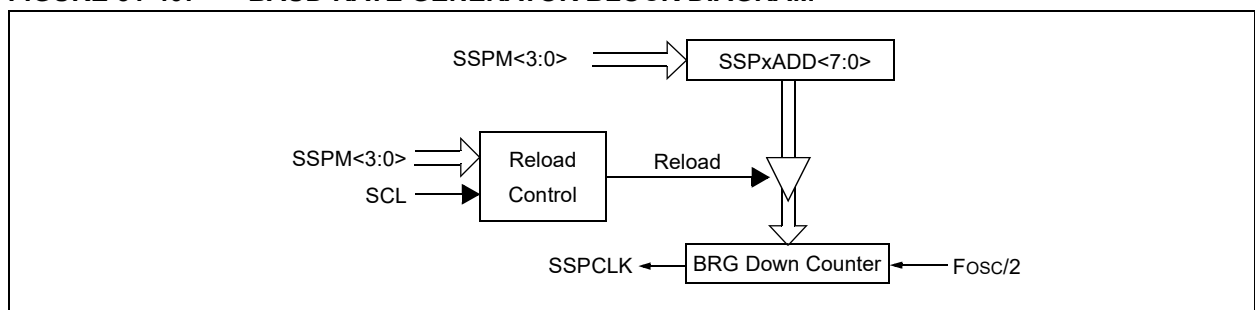 SSPM<3:0>
SSPxADD<7:0>
SSPM<3:0>
SCL
Reload
Control
Reload
SSPCLK
BRG Down Counter
FOSC/2